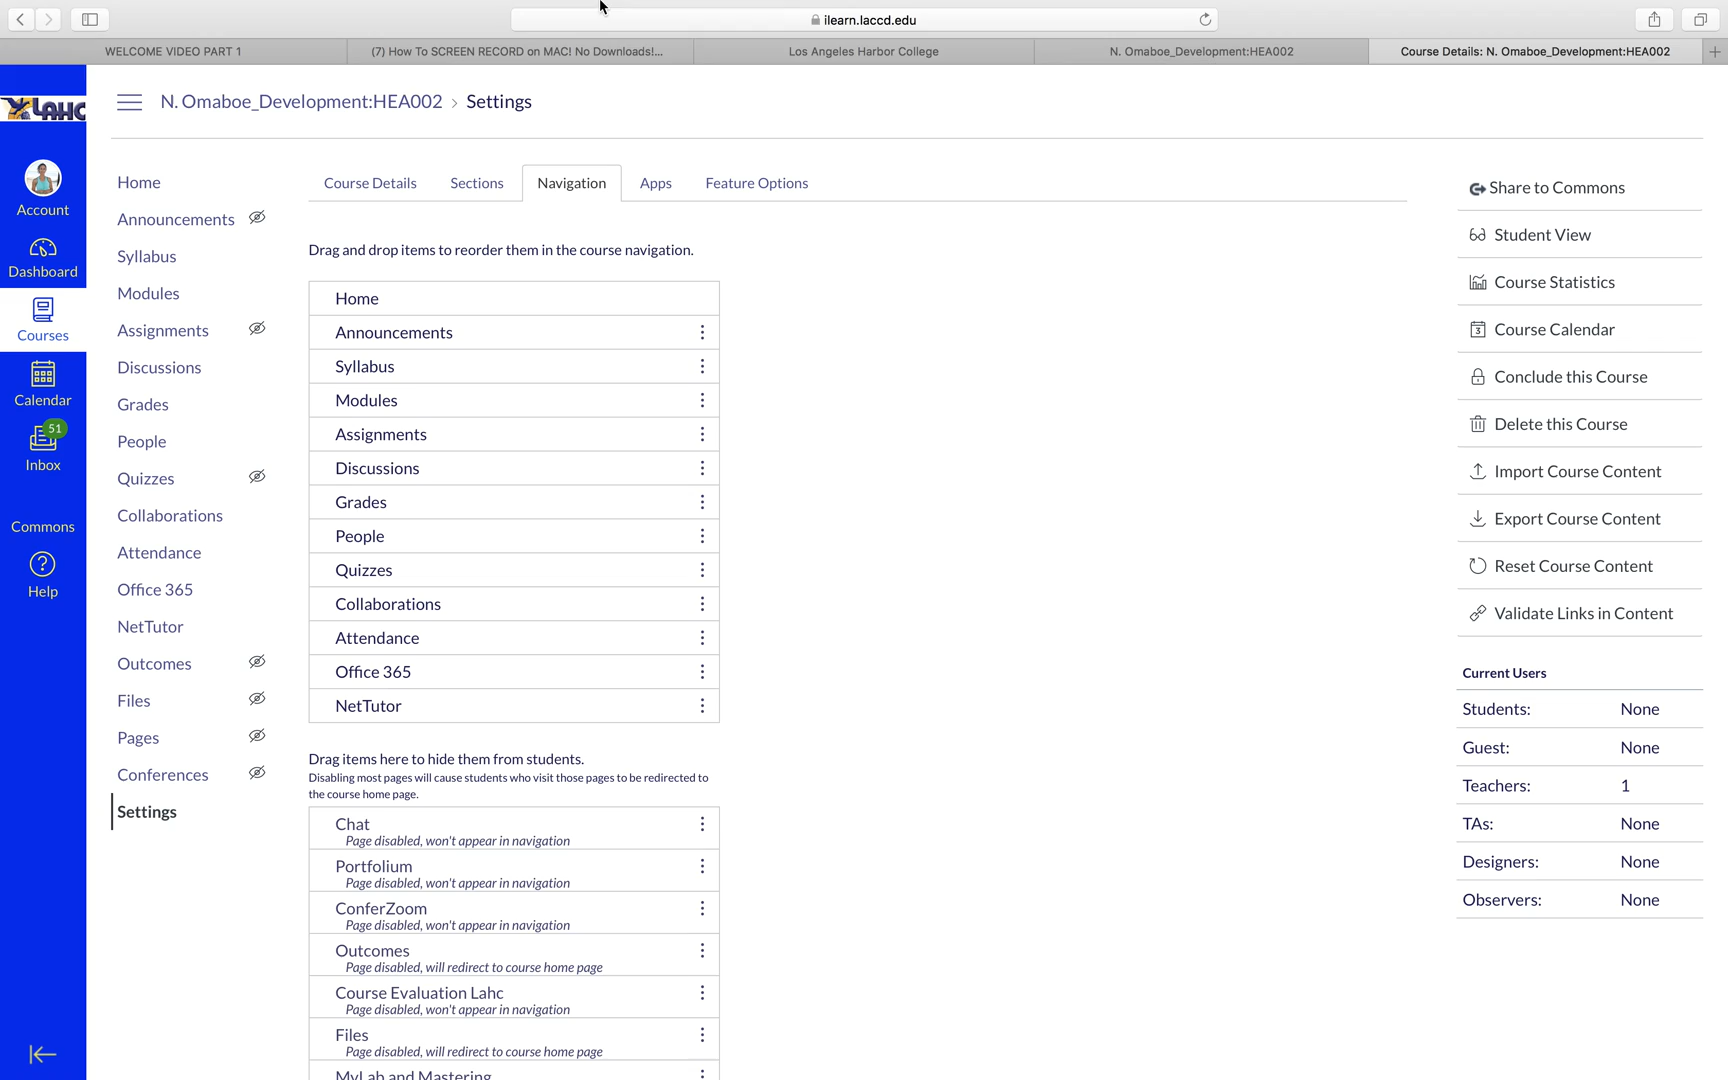 ilearn.laccd.edu
WELCOME VIDEO PART 1
(7) How To SCREEN RECORD on MAC! No Downloads!...
Los Angeles Harbor College
N. Omaboe_Development:HEA002
Course Details: N. Omaboe_Development:HEA002
LAHC
N. Omaboe_Development:HEA002 > Settings
Account
Dashboard
Courses
Calendar
51
Inbox
Commons
Help
Home
Announcements
Syllabus
Modules
Assignments
Discussions
Grades
People
Quizzes
Collaborations
Attendance
Office 365
NetTutor
Outcomes
Files
Pages
Conferences
Settings
Course Details
Sections
Navigation
Apps
Feature Options
Drag and drop items to reorder them in the course navigation.
Home
Announcements
Syllabus
Modules
Assignments
Discussions
Grades
People
Quizzes
Collaborations
Attendance
Office 365
NetTutor
Drag items here to hide them from students.
Disabling most pages will cause students who visit those pages to be redirected to
the course home page.
Chat
Page disabled, won't appear in navigation
Portfolium
Page disabled, won't appear in navigation
ConferZoom
Page disabled, won't appear in navigation
Outcomes
Page disabled, will redirect to course home page
Course Evaluation Lahc
Page disabled, won't appear in navigation
Files
Page disabled, will redirect to course home page
MyLab and Mastering
Share to Commons
Student View
Course Statistics
3
Course Calendar
Conclude this Course
Delete this Course
Import Course Content
Export Course Content
Reset Course Content
Validate Links in Content
Current Users
Students: None
Guest: None
Teachers: 1
TAs: None
Designers: None
Observers: None